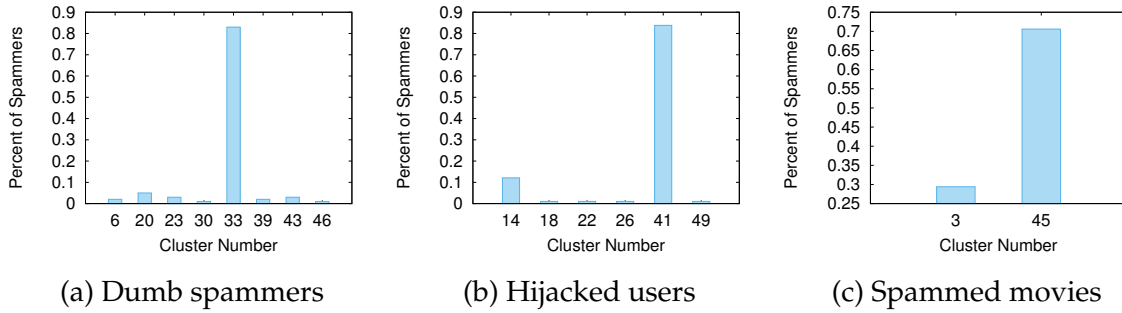 Percent of Spammers
0.9
0.8
0.7
0.6
0.5
0.4
0.3
0.2
0.1
0
6 20 23 30 33 39 43 46
Cluster Number
(a) Dumb spammers
Percent of Spammers
0.9
0.8
0.7
0.6
0.5
0.4
0.3
0.2
0.1
0
14 18 22 26 41 49
Cluster Number
(b) Hijacked users
Percent of Spammers
0.75
0.7
0.65
0.6
0.55
0.5
0.45
0.4
0.35
0.3
0.25
3 45
Cluster Number
(c) Spammed movies